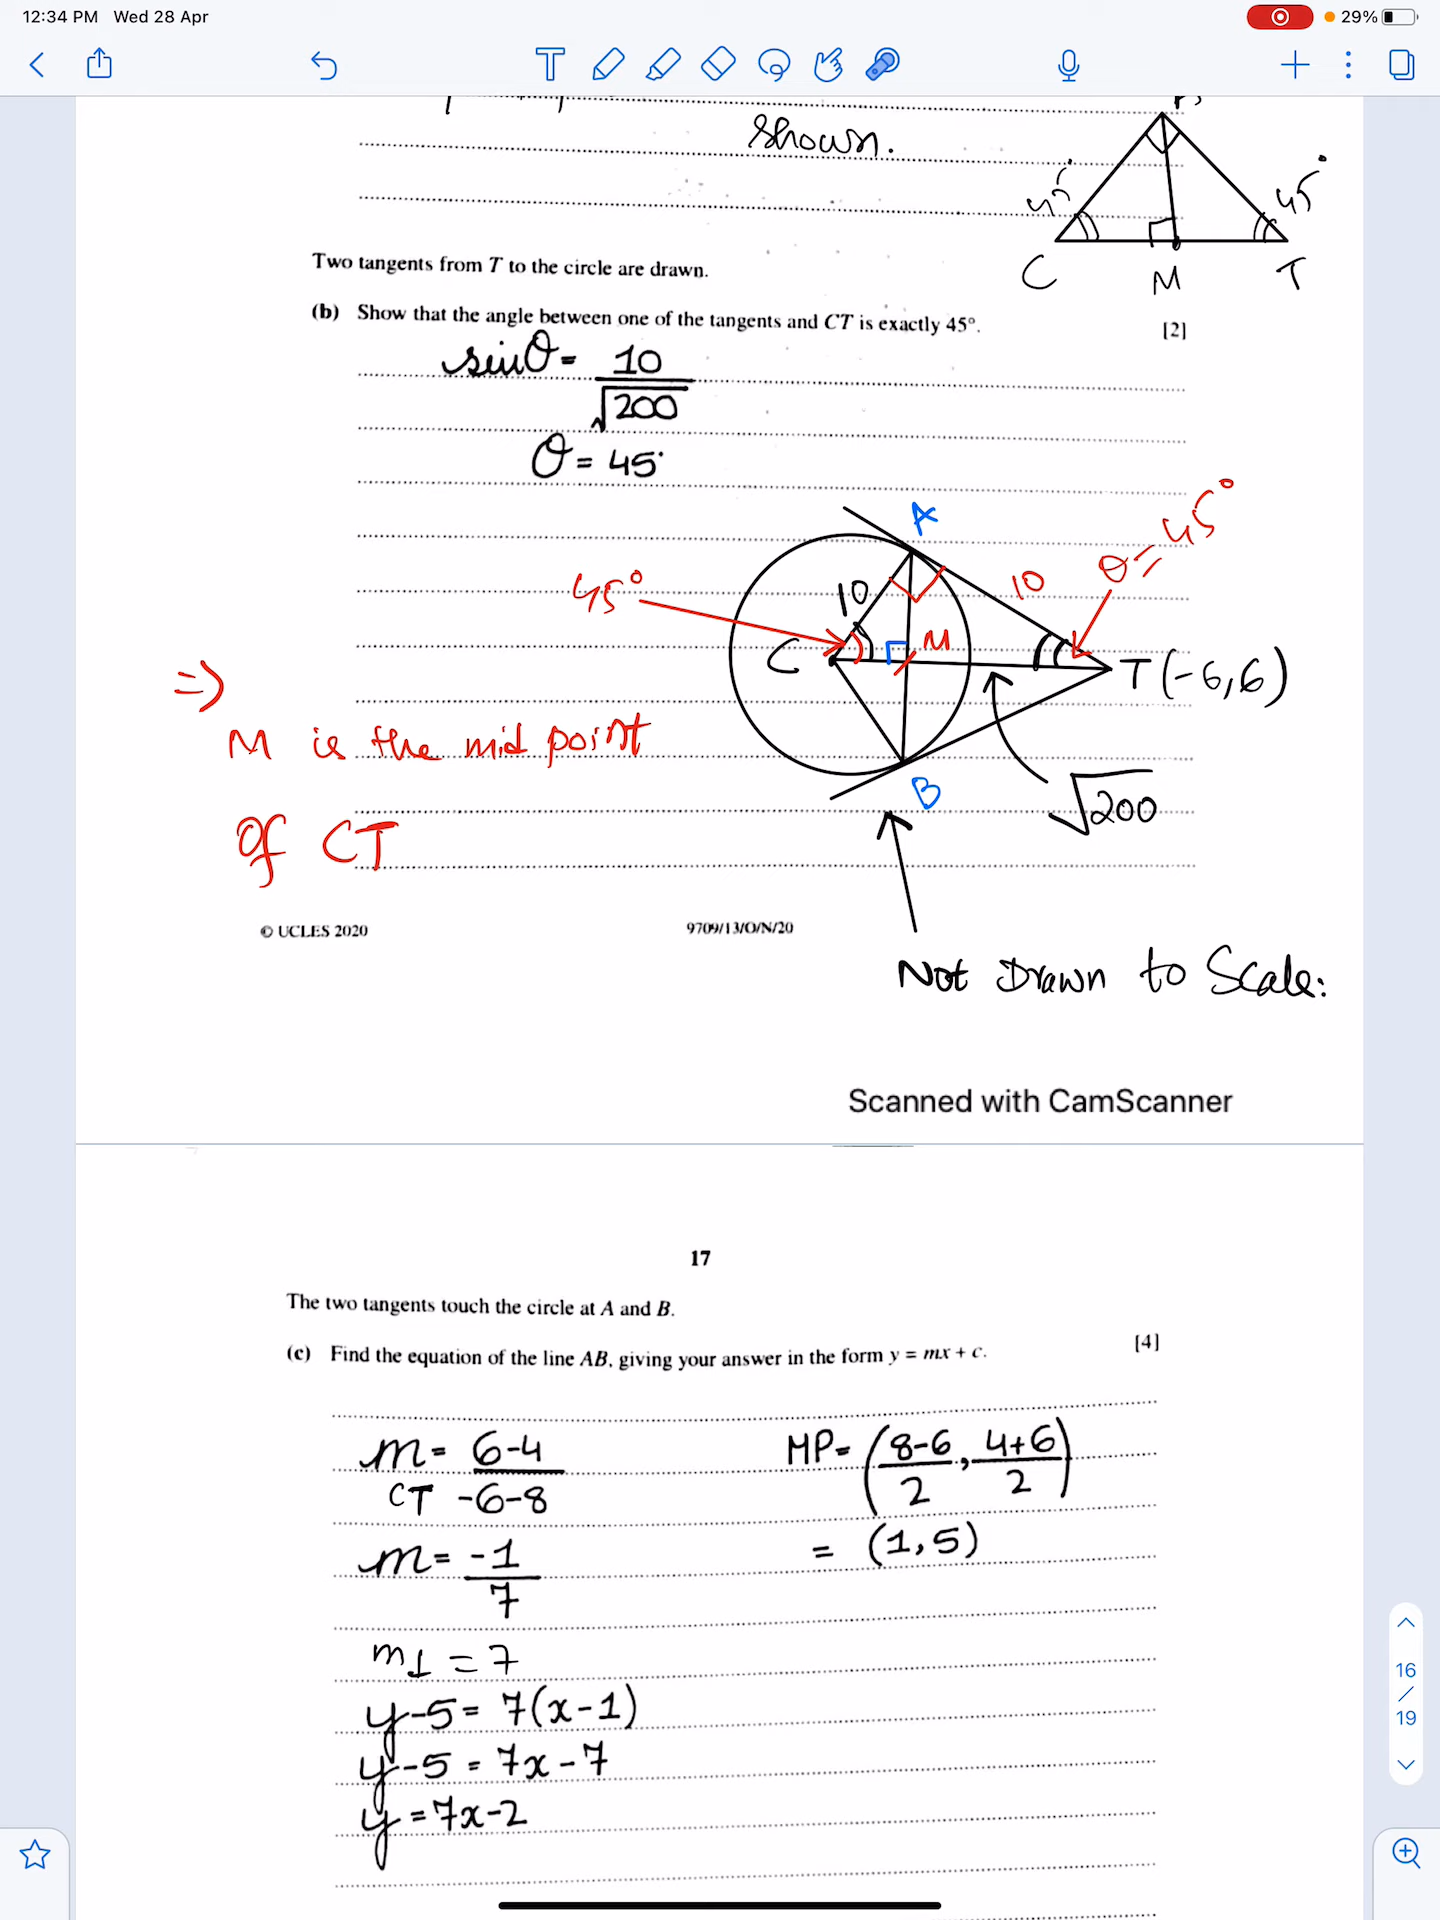 12:34 PM Wed 28 Apr
29%
shown.
45°
45°
C
M
T
Two tangents from T to the circle are drawn.
(b) Show that the angle between one of the tangents and CT is exactly 45°.
[2]
sinθ = 10
√200
θ = 45°
A
θ = 45°
45°
10
10
C
M
T(-6,6)
=)
M is the mid point
B
√200
of CT
© UCLES 2020
9709/13/O/N/20
Not Drawn to Scale:
Scanned with CamScanner
17
The two tangents touch the circle at A and B.
(c) Find the equation of the line AB, giving your answer in the form y = mx + c.
[4]
m = 6-4
CT -6-8
MP = (8-6/2, 4+6/2)
= (1,5)
m = -1
7
m⊥ = 7
y-5 = 7(x-1)
y-5 = 7x-7
y = 7x-2
16
/
19